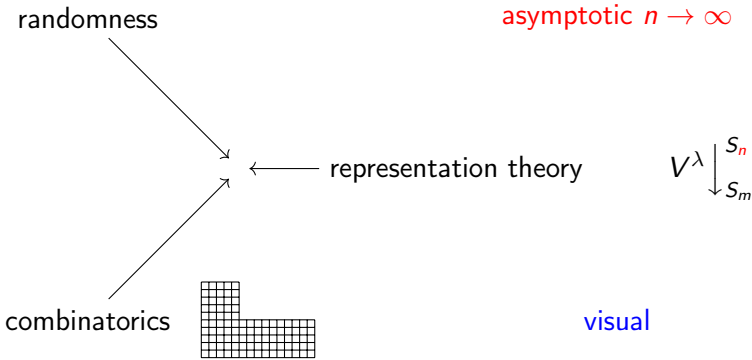 randomness
asymptotic n → ∞
representation theory
V^λ ↓ S_n
S_m
combinatorics
visual